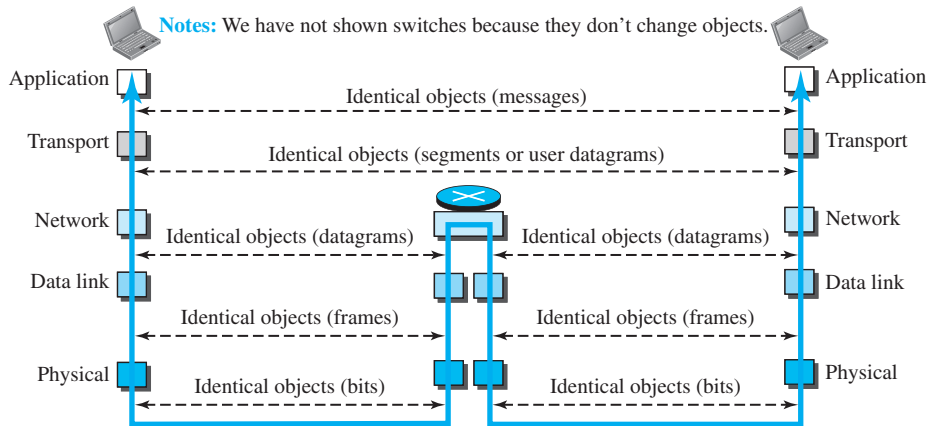 Notes: We have not shown switches because they don’t change objects.
Application
Application
Identical objects (messages)
Transport
Transport
Identical objects (segments or user datagrams)
Network
Network
Identical objects (datagrams)
Identical objects (datagrams)
Data link
Data link
Identical objects (frames)
Identical objects (frames)
Physical
Physical
Identical objects (bits)
Identical objects (bits)